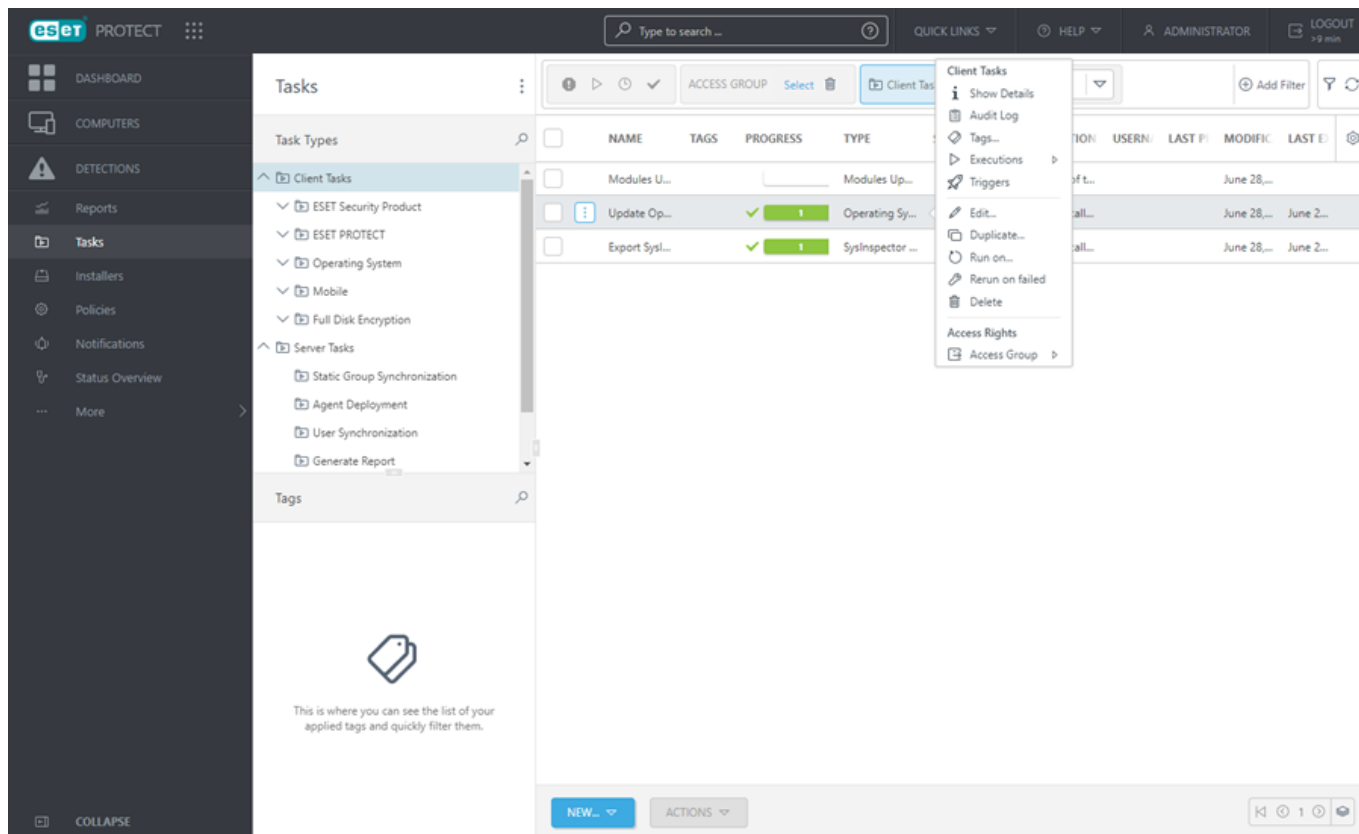 eset PROTECT
Type to search ...
QUICK LINKS
HELP
ADMINISTRATOR
LOGOUT
>9 min
DASHBOARD
COMPUTERS
DETECTIONS
Reports
Tasks
Installers
Policies
Notifications
Status Overview
... More
COLLAPSE
Tasks
Task Types
Client Tasks
ESET Security Product
ESET PROTECT
Operating System
Mobile
Full Disk Encryption
Server Tasks
Static Group Synchronization
Agent Deployment
User Synchronization
Generate Report
Tags
This is where you can see the list of your
applied tags and quickly filter them.
ACCESS GROUP Select
Client Tas
Add Filter
NAME TAGS PROGRESS TYPE
MODIFIC LAST E
USERN LAST P
Modules U... Modules Up... of t... June 28,...
Update Op... 1 Operating Sy... June 28,... June 2...
Export SysI... 1 SysInspector ... June 28,... June 2...
Client Tasks
Show Details
Audit Log
Tags...
Executions
Triggers
Edit...
Duplicate...
Run on...
Rerun on failed
Delete
Access Rights
Access Group
NEW...
ACTIONS
1